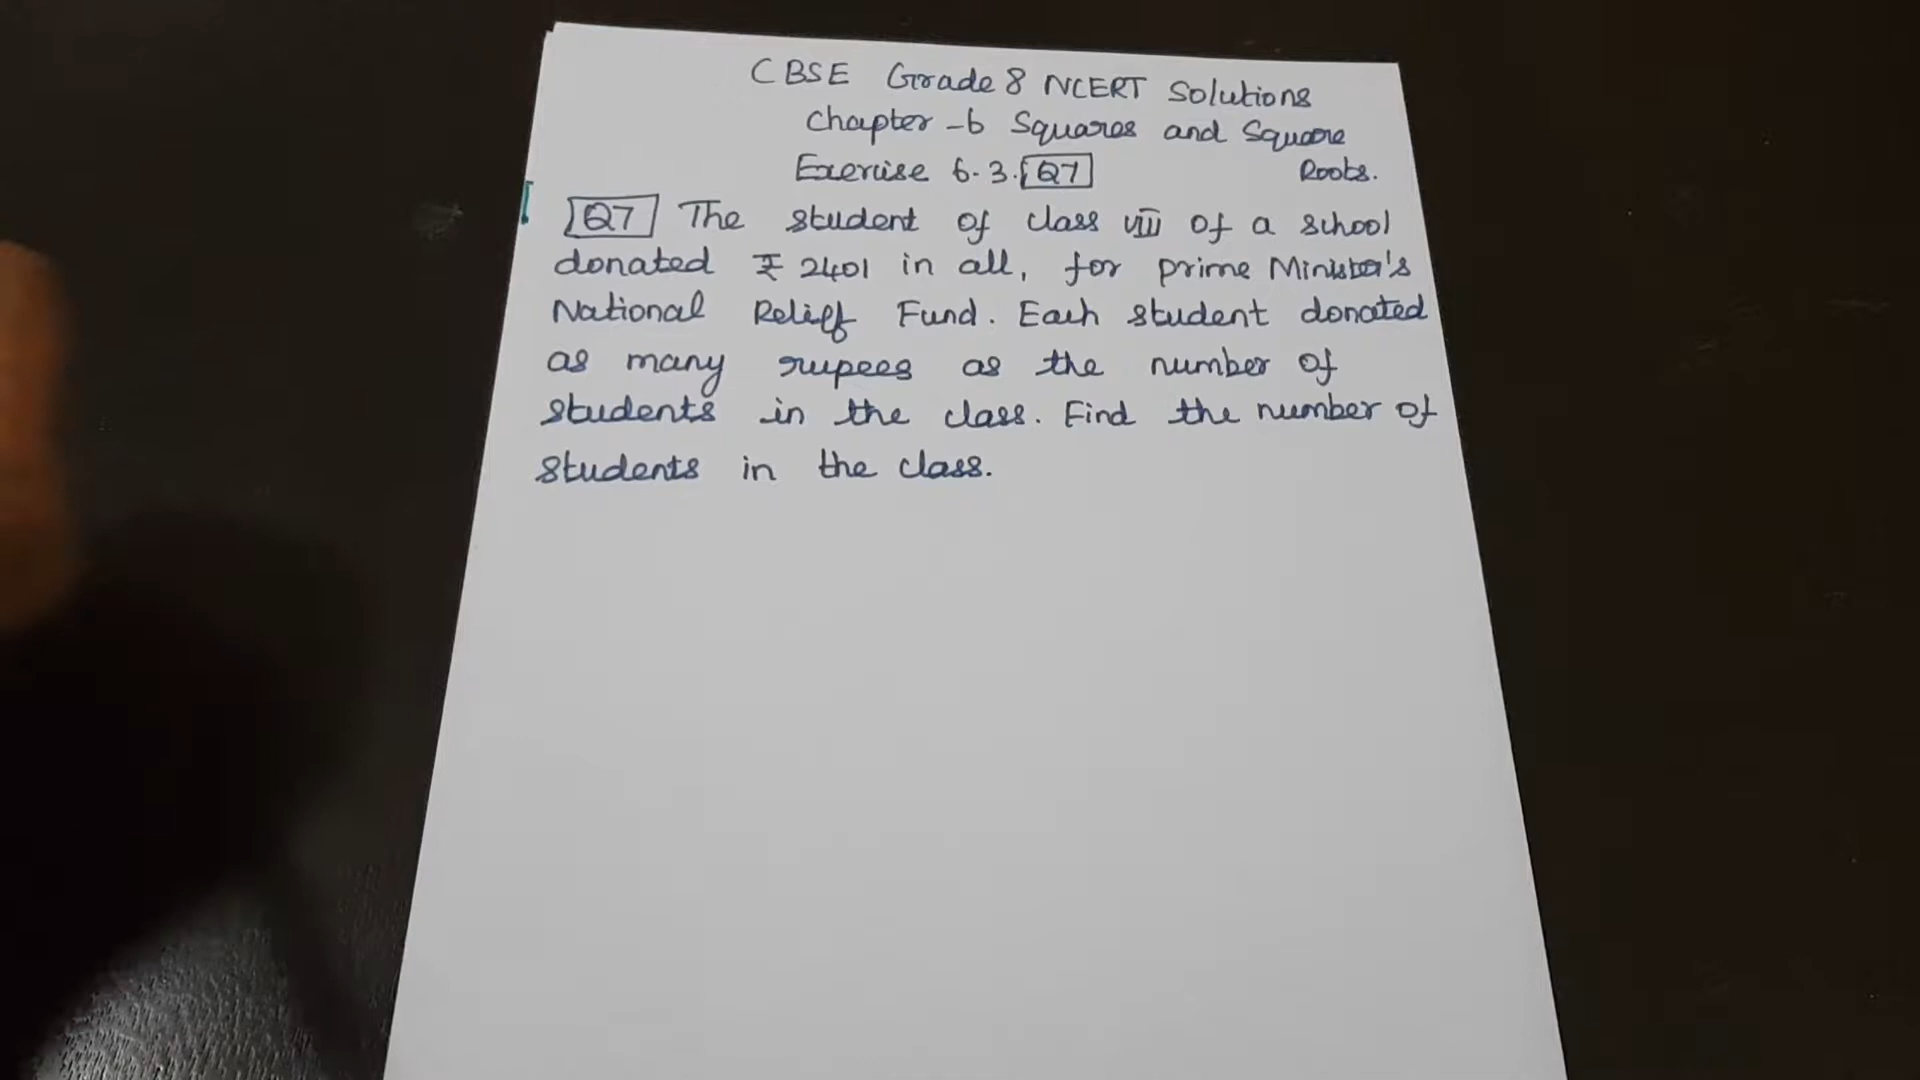 CBSE Grade 8 NCERT Solutions
Chapter -6 Squares and Square
Exercise 6.3. Q7 Roots.
Q7 The student of class VIII of a school
donated ₹ 2401 in all, for prime Minister's
National Reliff Fund. Each student donated
as many rupees as the number of
students in the class. Find the number of
students in the class.